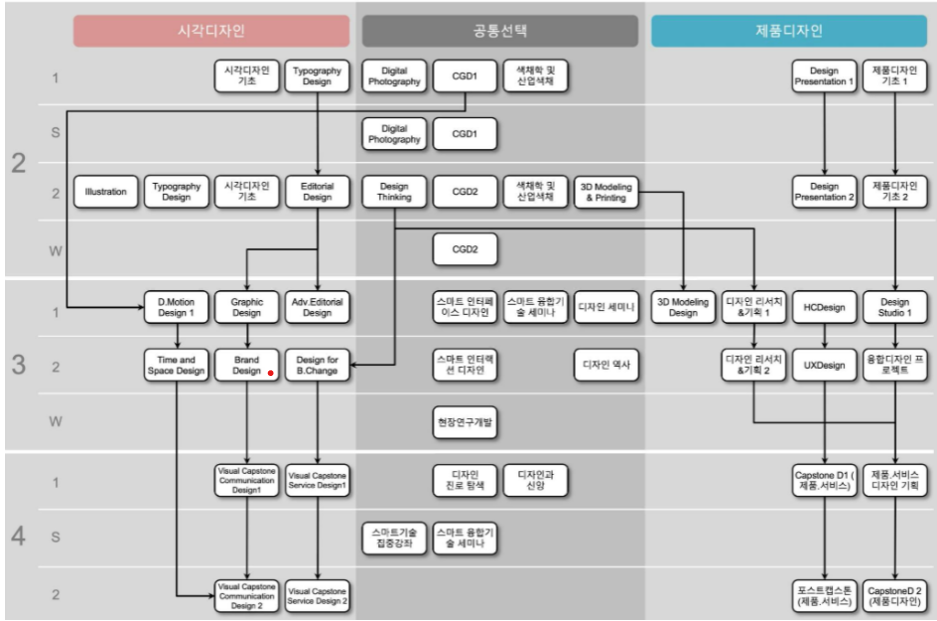 시각디자인
공통선택
제품디자인
2
1
시각디자인
기초
Typography
Design
Digital
Photography
CGD1
색채학 및
산업색채
Design
Presentation 1
제품디자인
기초 1
S
Digital
Photography
CGD1
2
Illustration
Typography
Design
시각디자인
기초
Editorial
Design
Design
Thinking
CGD2
색채학 및
산업색채
3D Modeling
& Printing
Design
Presentation 2
제품디자인
기초 2
W
CGD2
3
1
D.Motion
Design 1
Graphic
Design
Adv.Editorial
Design
스마트 인터페
이스 디자인
스마트 융합기
술 세미나
디자인 세미나
3D Modeling
Design
디자인 리서치
&기획 1
HCDesign
Design
Studio 1
2
Time and
Space Design
Brand
Design
Design for
B.Change
스마트 인터랙
션 디자인
디자인 역사
디자인 리서치
&기획 2
UXDesign
융합디자인 프
로젝트
W
현장연구개발
4
1
Visual Capstone
Communication
Design1
Visual Capstone
Service Design1
디자인
진로 탐색
디자인과
신앙
Capstone D1 (
제품.서비스)
제품.서비스
디자인 기획
S
스마트기술
집중강좌
스마트 융합기
술 세미나
2
Visual Capstone
Communication
Design 2
Visual Capstone
Service Design 2
포스트캡스톤
(제품.서비스)
CapstoneD 2
(제품디자인)